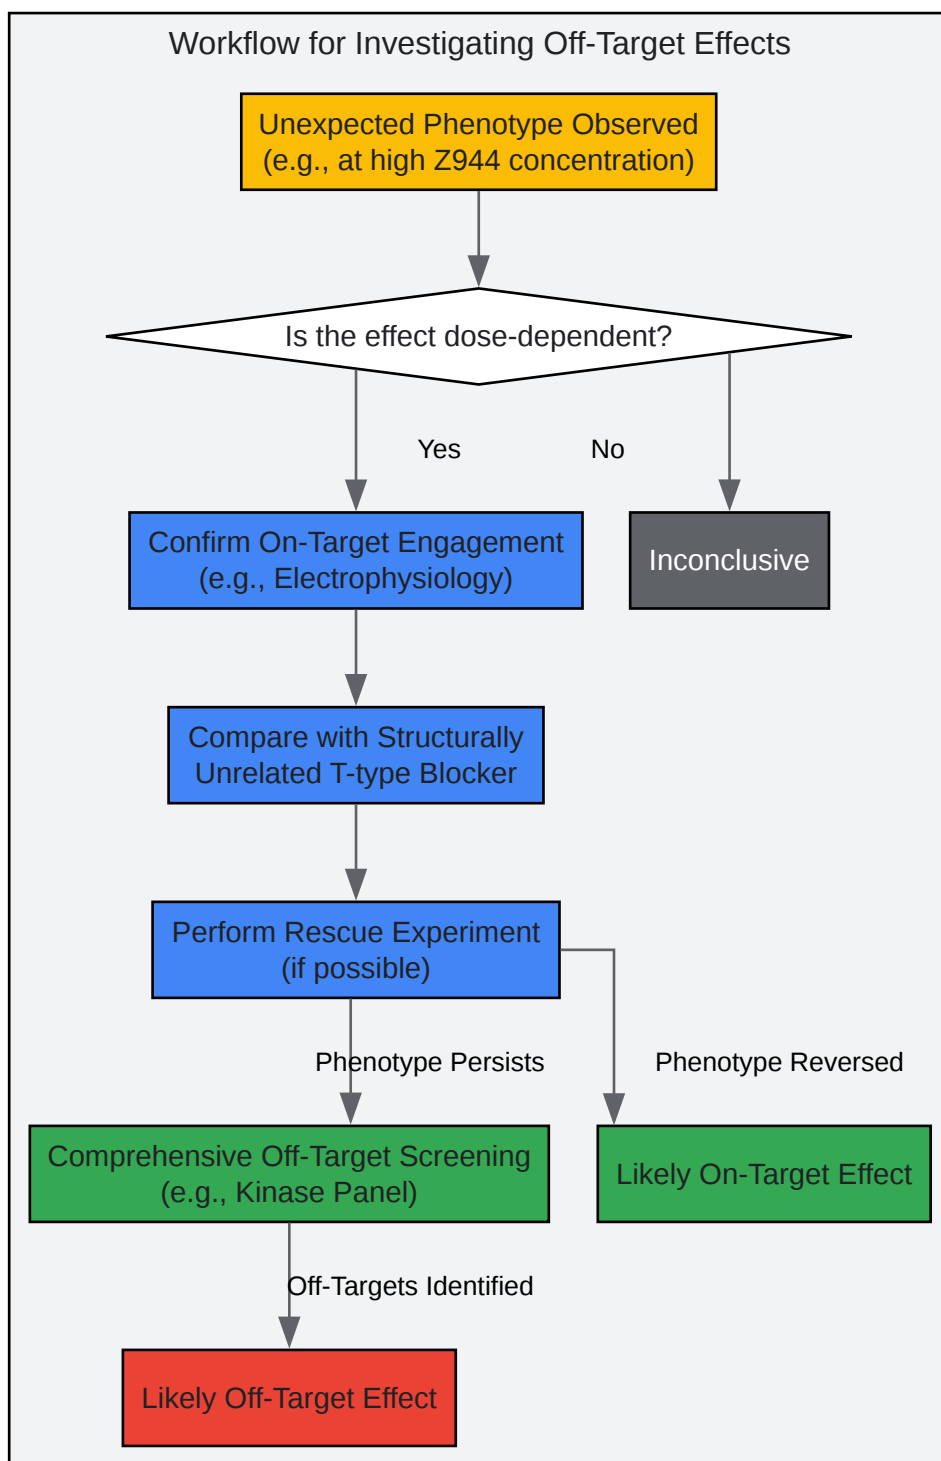 Workflow for Investigating Off-Target Effects
Unexpected Phenotype Observed
(e.g., at high Z944 concentration)
Is the effect dose-dependent?
Yes
No
Confirm On-Target Engagement
(e.g., Electrophysiology)
Inconclusive
Compare with Structurally
Unrelated T-type Blocker
Perform Rescue Experiment
(if possible)
Phenotype Persists
Phenotype Reversed
Comprehensive Off-Target Screening
(e.g., Kinase Panel)
Likely On-Target Effect
Off-Targets Identified
Likely Off-Target Effect